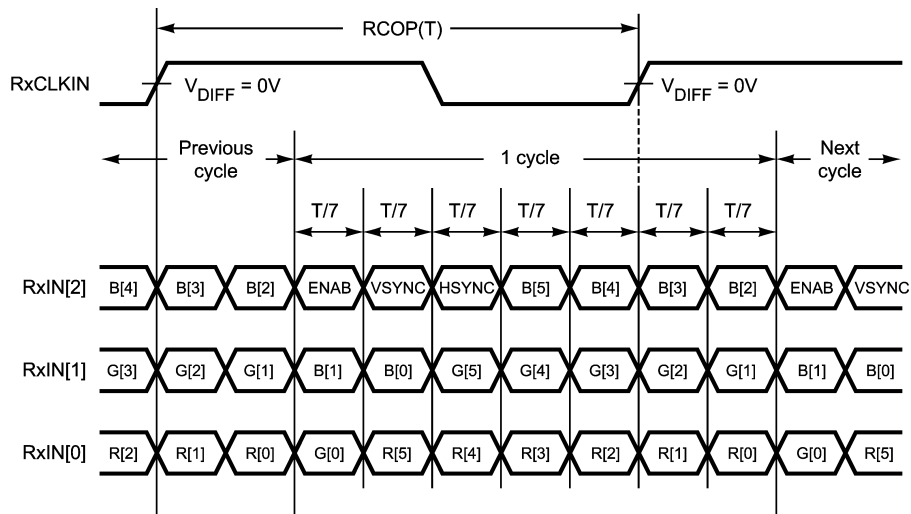 RCOP(T)
RxCLKIN
V_DIFF = 0V V_DIFF = 0V
Previous cycle 1 cycle Next cycle
T/7 T/7 T/7 T/7 T/7 T/7 T/7
RxIN[2] B[4] B[3] B[2] ENAB VSYNC HSYNC B[5] B[4] B[3] B[2] ENAB VSYNC
RxIN[1] G[3] G[2] G[1] B[1] B[0] G[5] G[4] G[3] G[2] G[1] B[1] B[0]
RxIN[0] R[2] R[1] R[0] G[0] R[5] R[4] R[3] R[2] R[1] R[0] G[0] R[5]